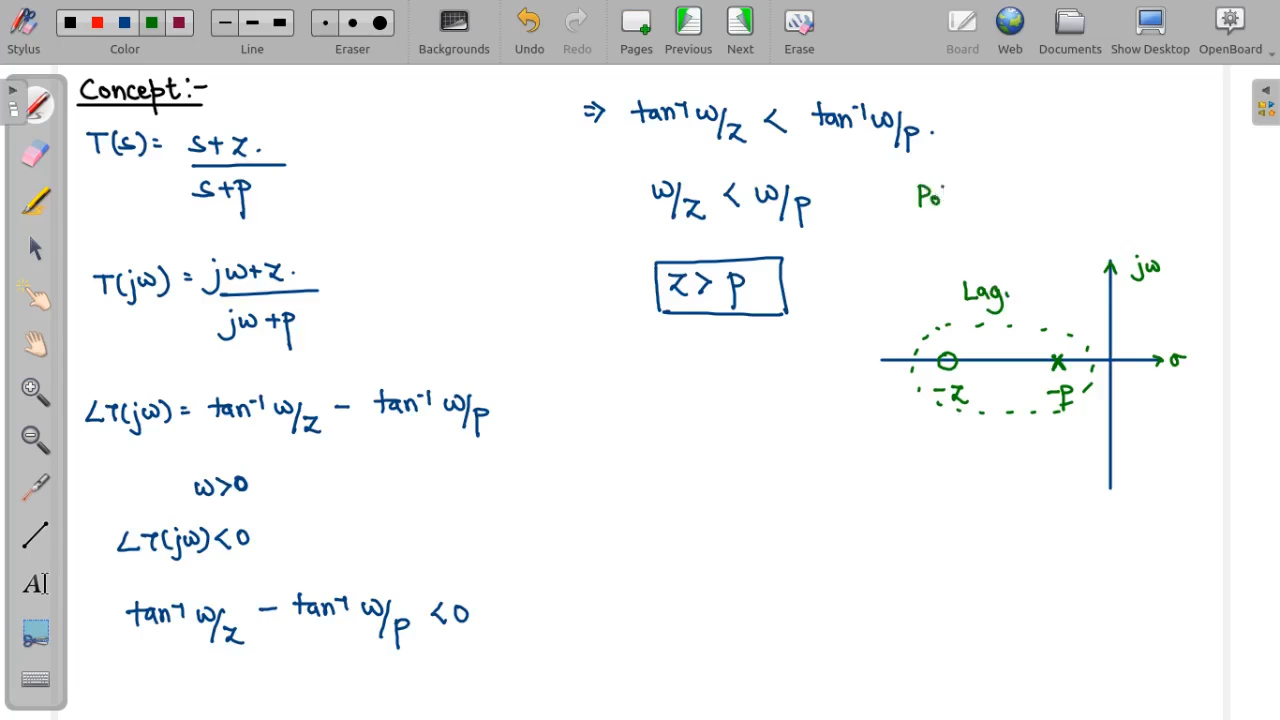 Stylus
Color
Line
Eraser
Backgrounds
Undo
Redo
Pages
Previous
Next
Erase
Board
Web
Documents
Show Desktop
OpenBoard
Concept:-
T(s) = s+z. / s+p
T(jω) = jω+z. / jω+p
∠T(jω) = tan⁻¹ ω/z − tan⁻¹ ω/p
ω>0
∠T(jω)<0
tan⁻¹ ω/z − tan⁻¹ ω/p <0
⇒ tan⁻¹ ω/z < tan⁻¹ ω/p.
ω/z < ω/p
z > p
Po
jω
Lag.
σ
−z
−p